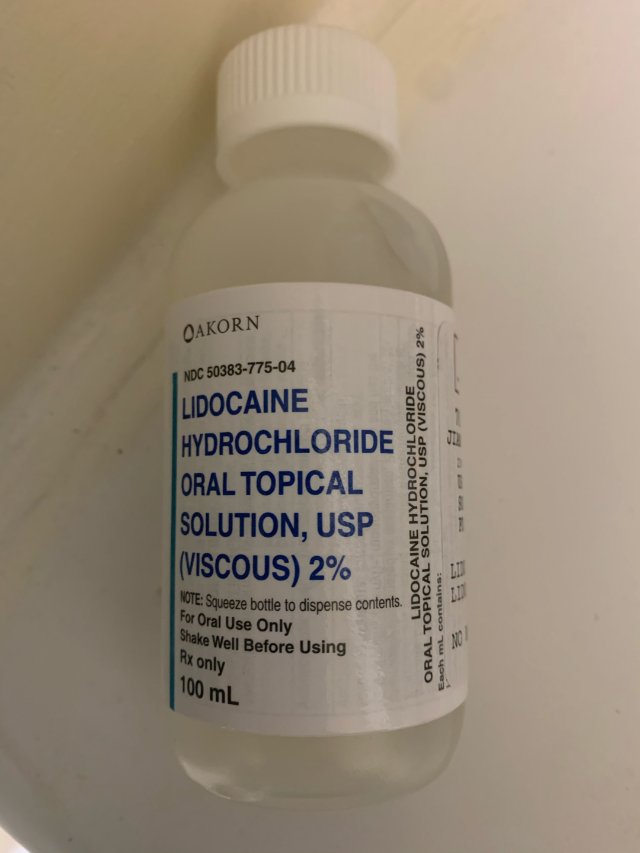 AKORN
NDC 50383-775-04
LIDOCAINE
HYDROCHLORIDE
ORAL TOPICAL
SOLUTION, USP
(VISCOUS) 2%
NOTE: Squeeze bottle to dispense contents.
For Oral Use Only
Shake Well Before Using
Rx only
100 mL
LIDOCAINE HYDROCHLORIDE
ORAL TOPICAL SOLUTION, USP (VISCOUS) 2%
Each mL contains:
NO